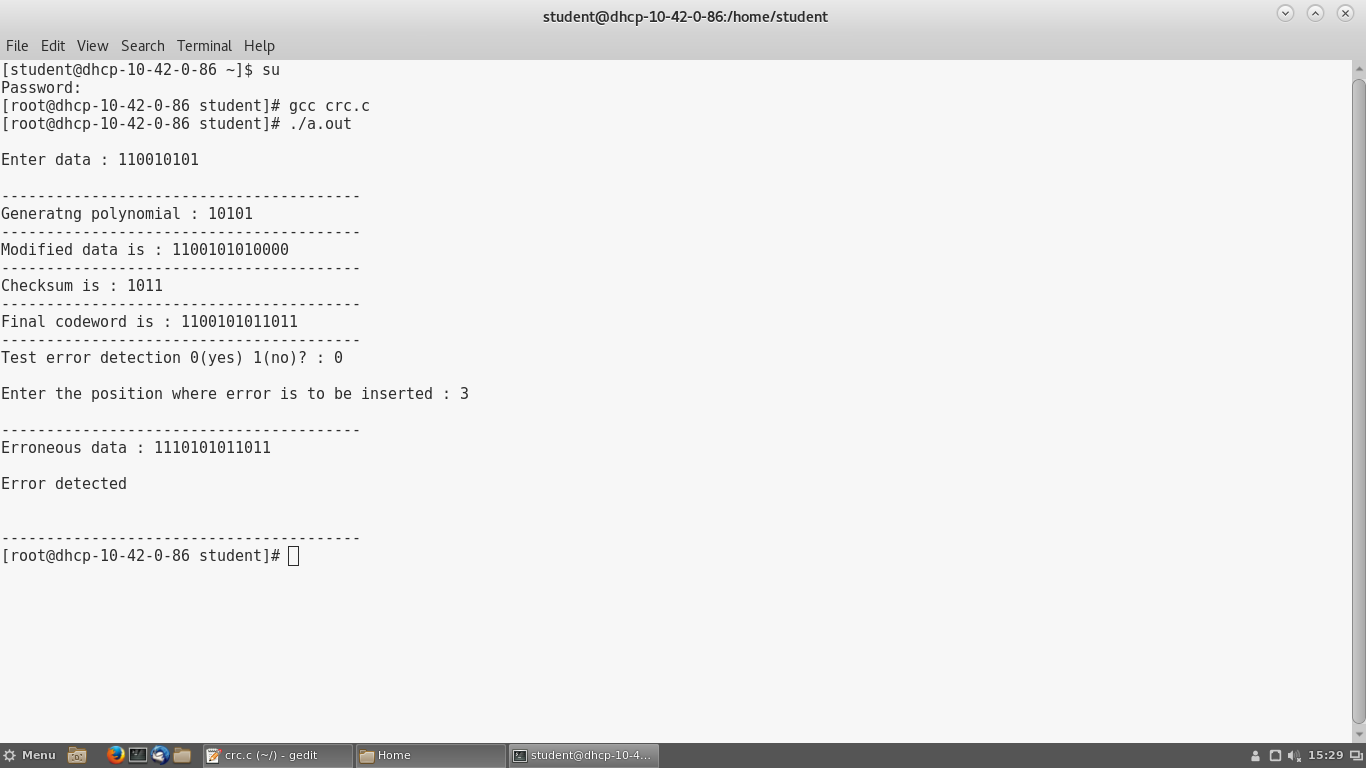 student@dhcp-10-42-0-86:/home/student
File Edit View Search Terminal Help
[student@dhcp-10-42-0-86 ~]$ su
Password:
[root@dhcp-10-42-0-86 student]# gcc crc.c
[root@dhcp-10-42-0-86 student]# ./a.out
Enter data : 110010101
----------------------------------------
Generatng polynomial : 10101
----------------------------------------
Modified data is : 1100101010000
----------------------------------------
Checksum is : 1011
----------------------------------------
Final codeword is : 1100101011011
----------------------------------------
Test error detection 0(yes) 1(no)? : 0
Enter the position where error is to be inserted : 3
----------------------------------------
Erroneous data : 1110101011011
Error detected
----------------------------------------
[root@dhcp-10-42-0-86 student]#
Menu crc.c (~/) - gedit Home student@dhcp-10-4... 15:29